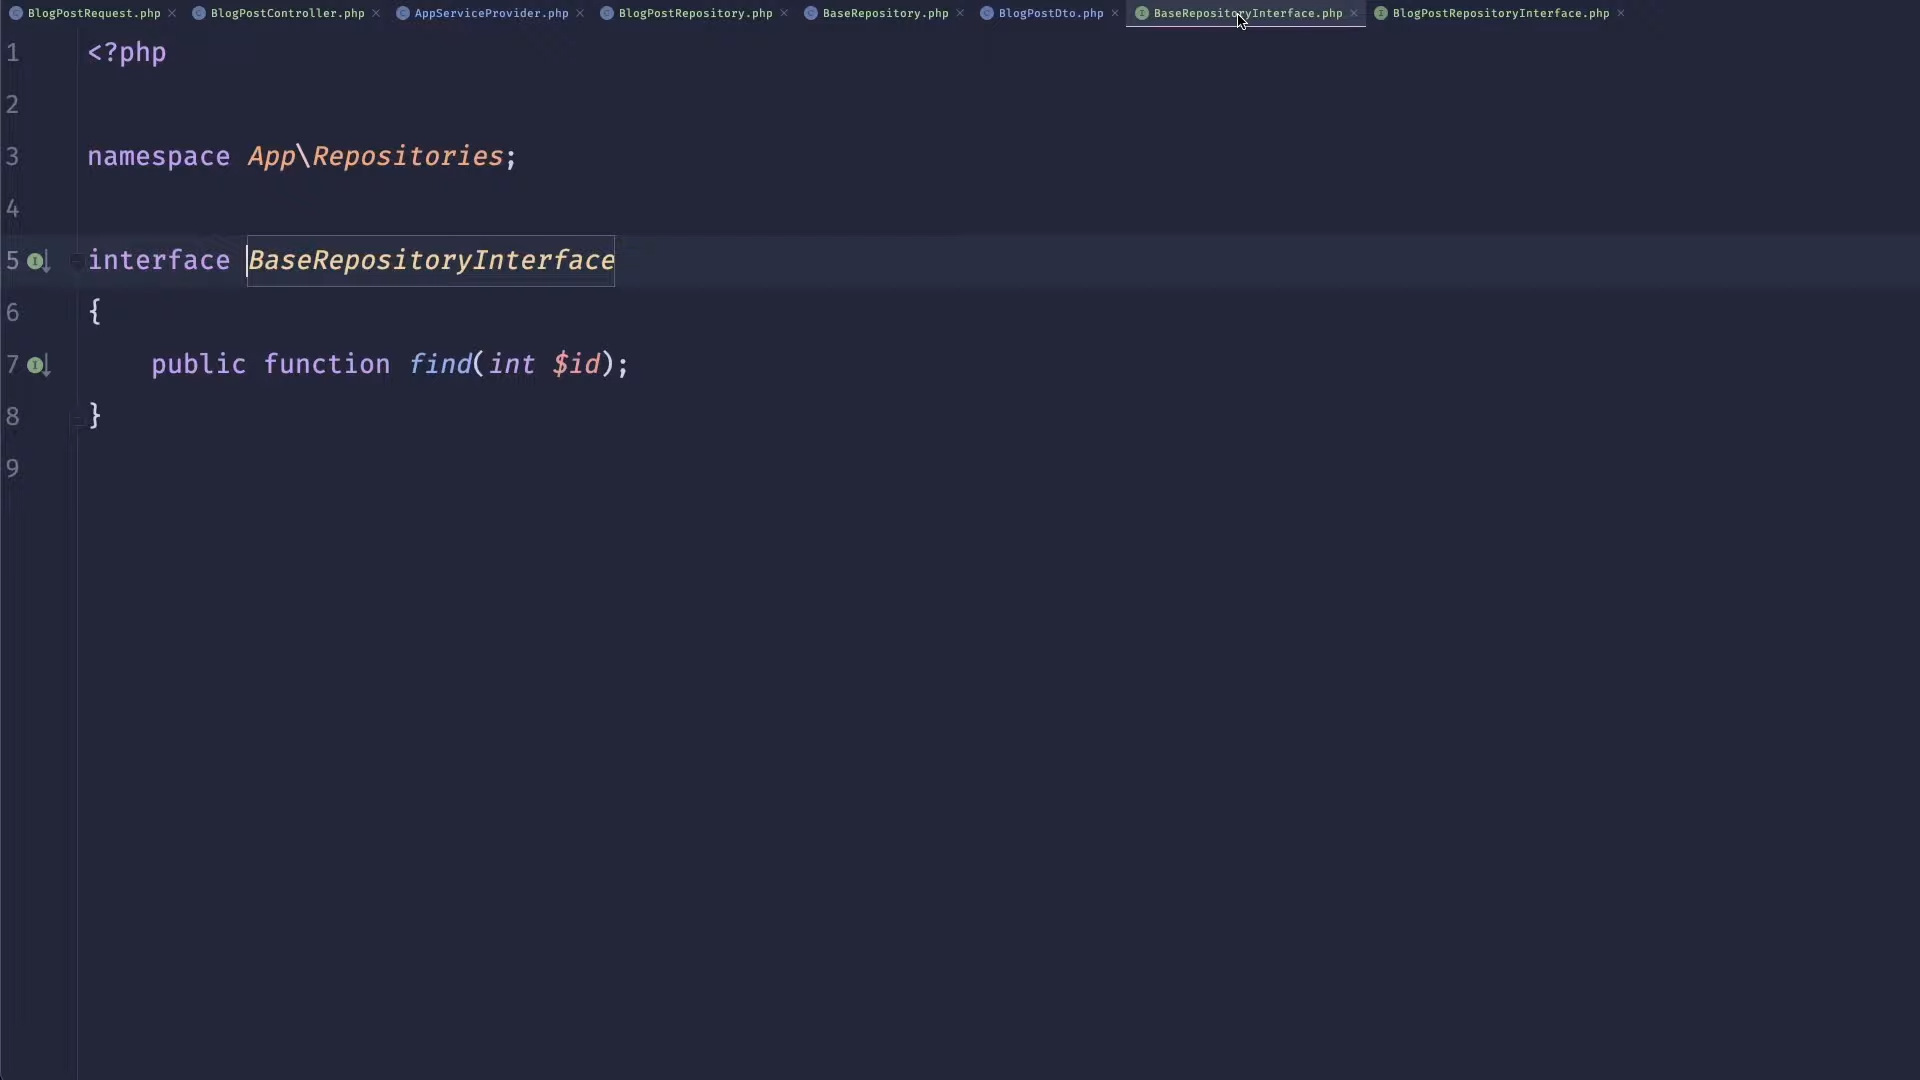 BlogPostRequest.php BlogPostController.php AppServiceProvider.php BlogPostRepository.php BaseRepository.php BlogPostDto.php BaseRepositoryInterface.php BlogPostRepositoryInterface.php
1 <?php
2
3 namespace App\Repositories;
4
5 interface BaseRepositoryInterface
6 {
7 public function find(int $id);
8 }
9